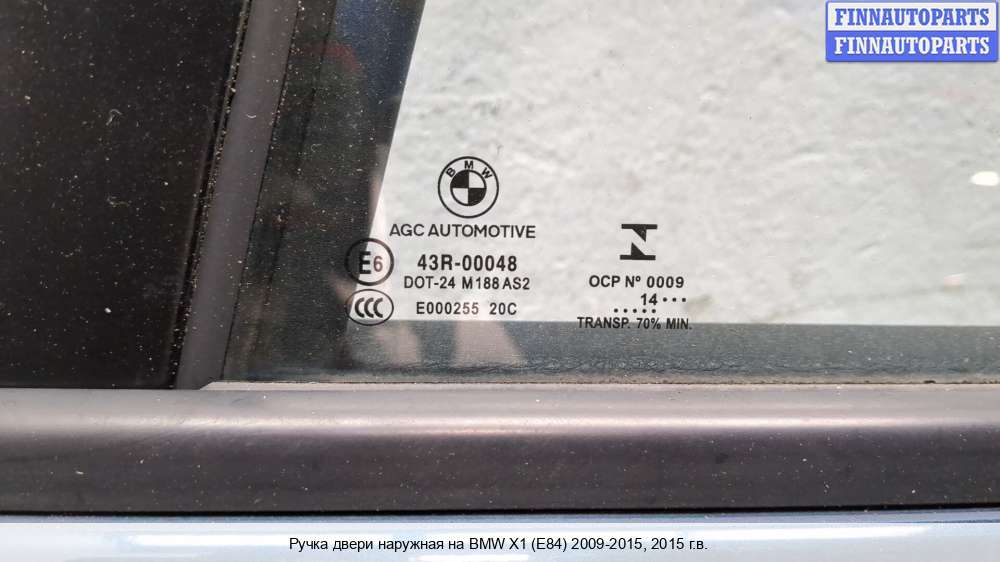 FINNAUTOPARTS
FINNAUTOPARTS
BMW
AGC AUTOMOTIVE
E6
43R-00048
DOT-24 M188 AS2
CCC
E000255 20C
N
OCP Nº 0009
14•••
•••••
TRANSP. 70% MIN.
Ручка двери наружная на BMW X1 (E84) 2009-2015, 2015 г.в.